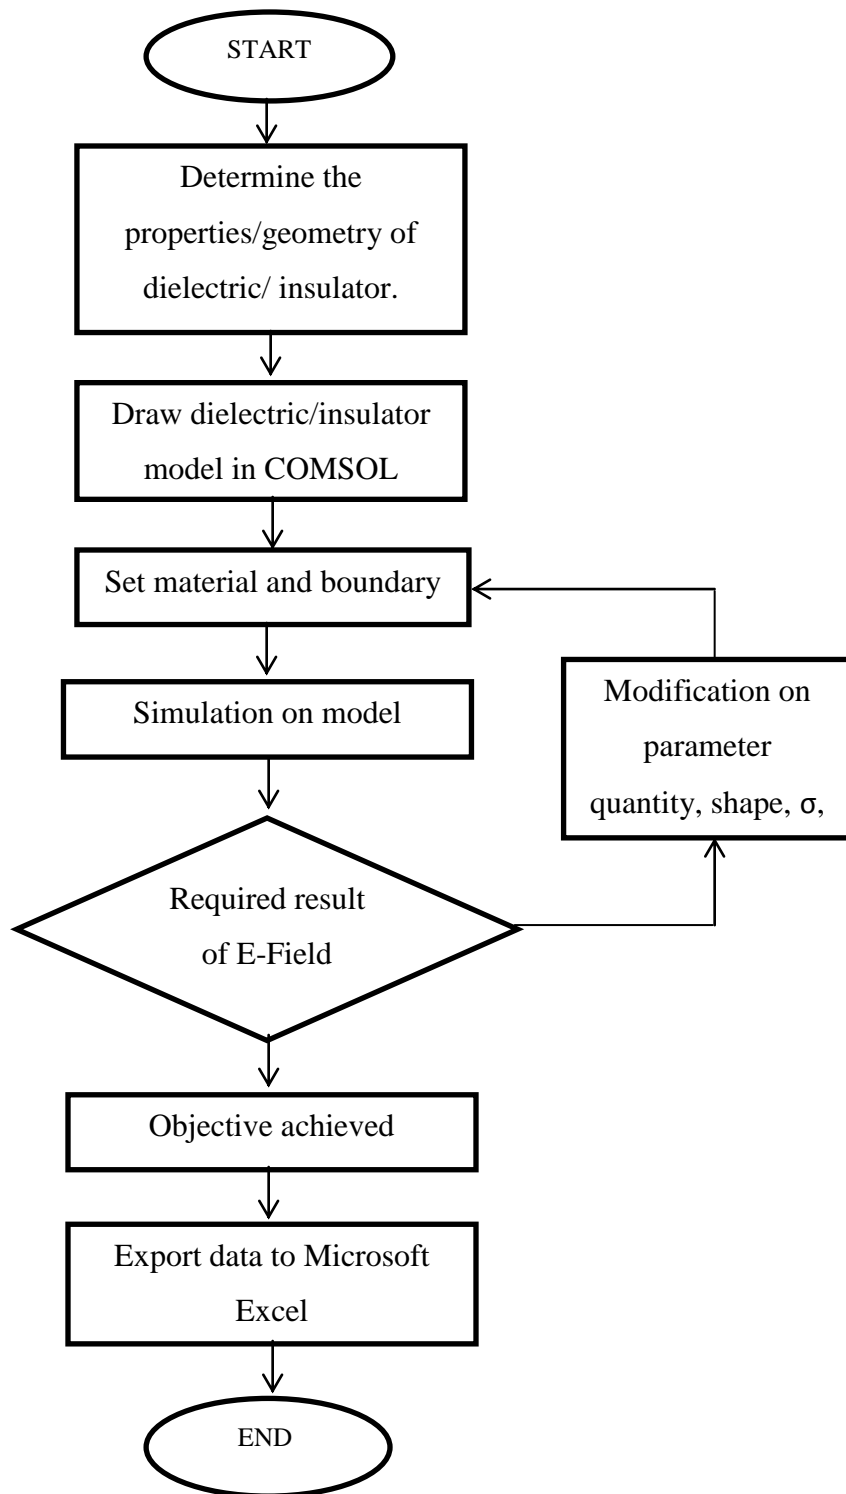 START
Determine the
properties/geometry of
dielectric/ insulator.
Draw dielectric/insulator
model in COMSOL
Set material and boundary
Simulation on model
Modification on
parameter
quantity, shape, σ,
Required result
of E-Field
Objective achieved
Export data to Microsoft
Excel
END